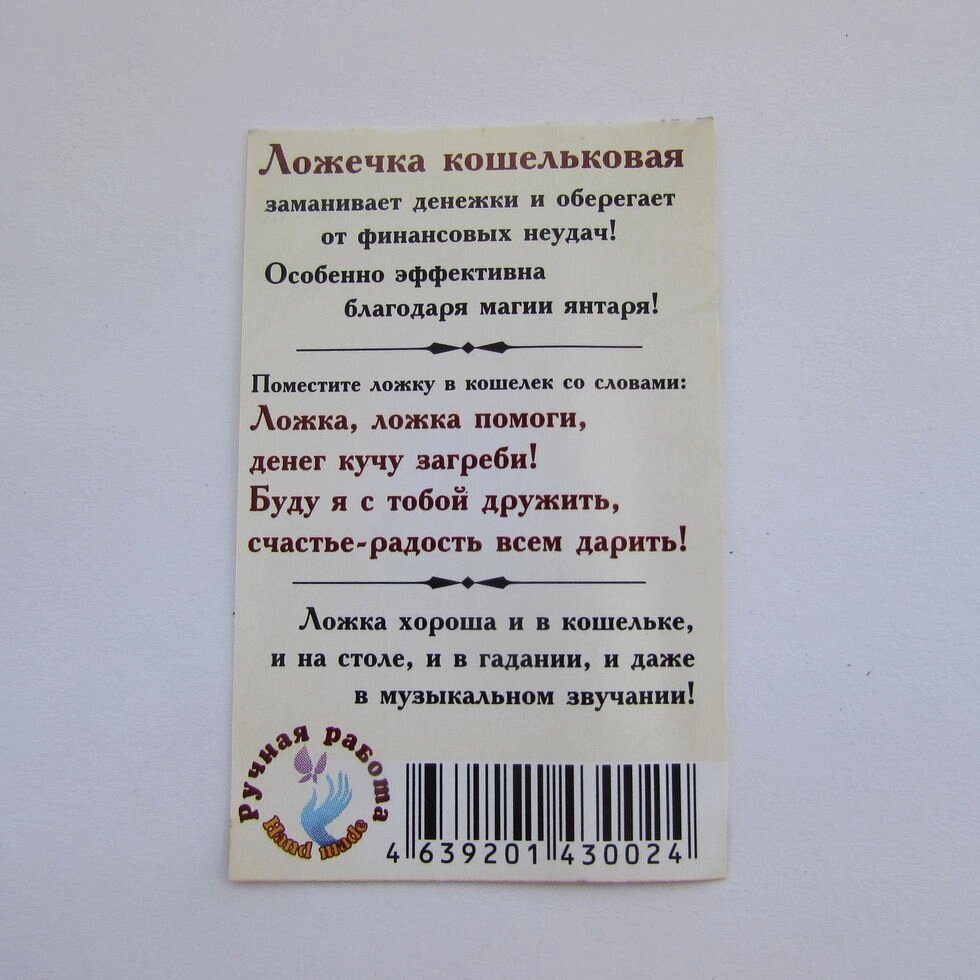 Ложечка кошельковая
заманивает денежки и оберегает
от финансовых неудач!
Особенно эффективна
благодаря магии янтаря!
Поместите ложку в кошелек со словами:
Ложка, ложка помоги,
денег кучу загреби!
Буду я с тобой дружить,
счастье-радость всем дарить!
Ложка хороша и в кошельке,
и на столе, и в гадании, и даже
в музыкальном звучании!
Ручная работа
Hand made
4 639201 430024